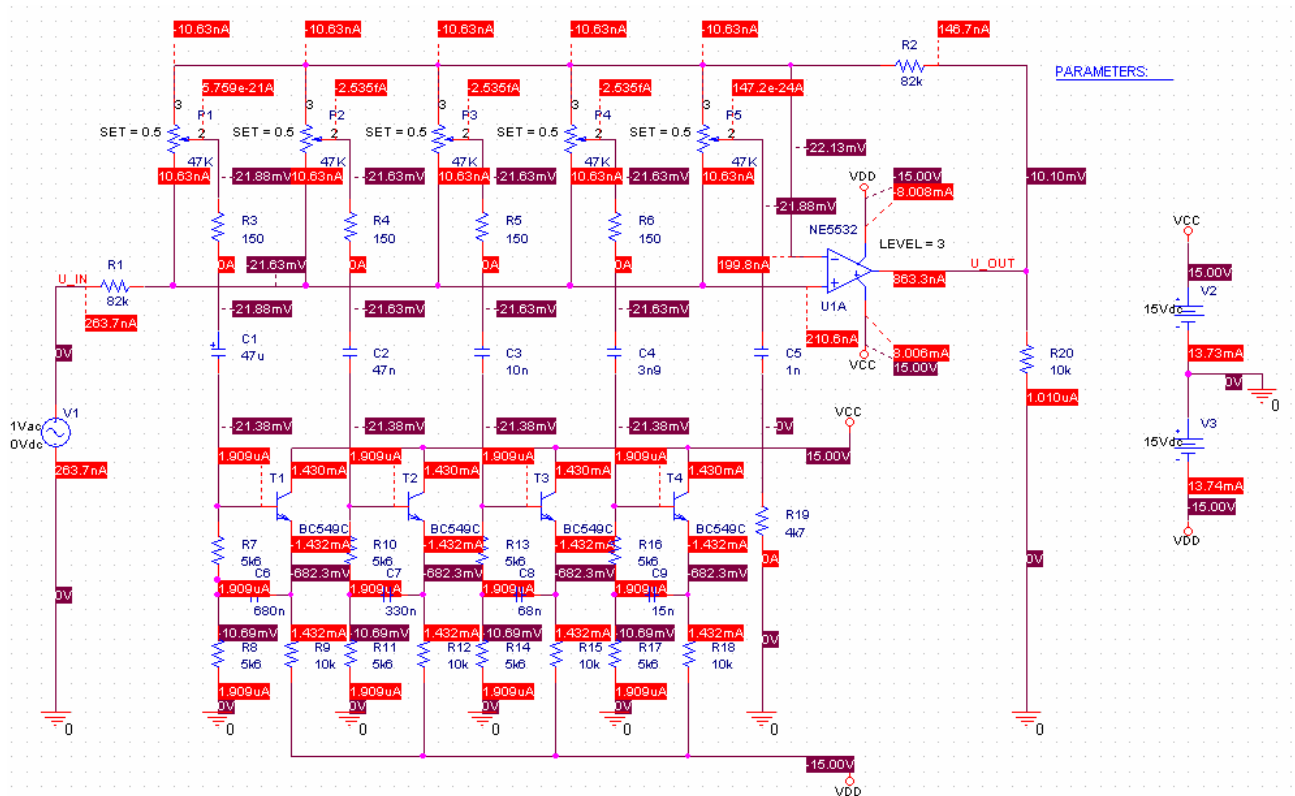 -10.63nA -10.63nA -10.63nA -10.63nA -10.63nA 146.7nA
R2
82k
PARAMETERS:
5.759e-21A -2.535fA -2.535fA -2.535fA 147.2e-24A
3 3 3 3 3
P1 P2 P3 P4 P5
SET = 0.5 SET = 0.5 SET = 0.5 SET = 0.5 SET = 0.5
2 2 2 2 2
47K 47K 47K 47K 47K
-22.13mV
10.63nA -21.88mV 10.63nA -21.63mV 10.63nA -21.63mV 10.63nA -21.63mV 10.63nA
VDD -15.00V -10.10mV
-8.008mA
-21.88mV
R3 R4 R5 R6
150 150 150 150
NE5532
LEVEL = 3
VCC
R1 0A -21.63mV 0A 0A 0A 199.8nA
U_IN U_OUT
82k
863.3nA
15.00V
263.7nA
-21.88mV -21.63mV -21.63mV -21.63mV
U1A
V2
15Vdc
210.6nA
C1 C2 C3 C4 C5
47u 47n 10n 3n9 1n
8.006mA
VCC 15.00V
0V
R20
10k
13.73mA
0V
1.010uA
0
V1
1Vac
0Vdc
-21.38mV -21.38mV -21.38mV -21.38mV 0V
VCC
V3
15Vdc
263.7nA
1.909uA 1.909uA 1.909uA 1.909uA 15.00V
1.430mA 1.430mA 1.430mA 1.430mA
T1 T2 T3 T4
13.74mA
-15.00V
R19
4k7
BC549C BC549C BC549C BC549C
VDD
R7 R10 R13 R16
5k6 5k6 5k6 5k6
-1.432mA -1.432mA -1.432mA -1.432mA
0A 0V
-682.3mV -682.3mV -682.3mV -682.3mV
C6 C7 C8 C9
1.909uA 1.909uA 1.909uA 1.909uA
0V
680n 330n 68n 15n
-10.69mV 1.432mA -10.69mV 1.432mA -10.69mV 1.432mA -10.69mV 1.432mA 0V
R8 R9 R11 R12 R14 R15 R17 R18
5k6 10k 5k6 10k 5k6 10k 5k6 10k
1.909uA 1.909uA 1.909uA 1.909uA
0V 0V 0V 0V
0 0 0 0 0 0 0
-15.00V
VDD